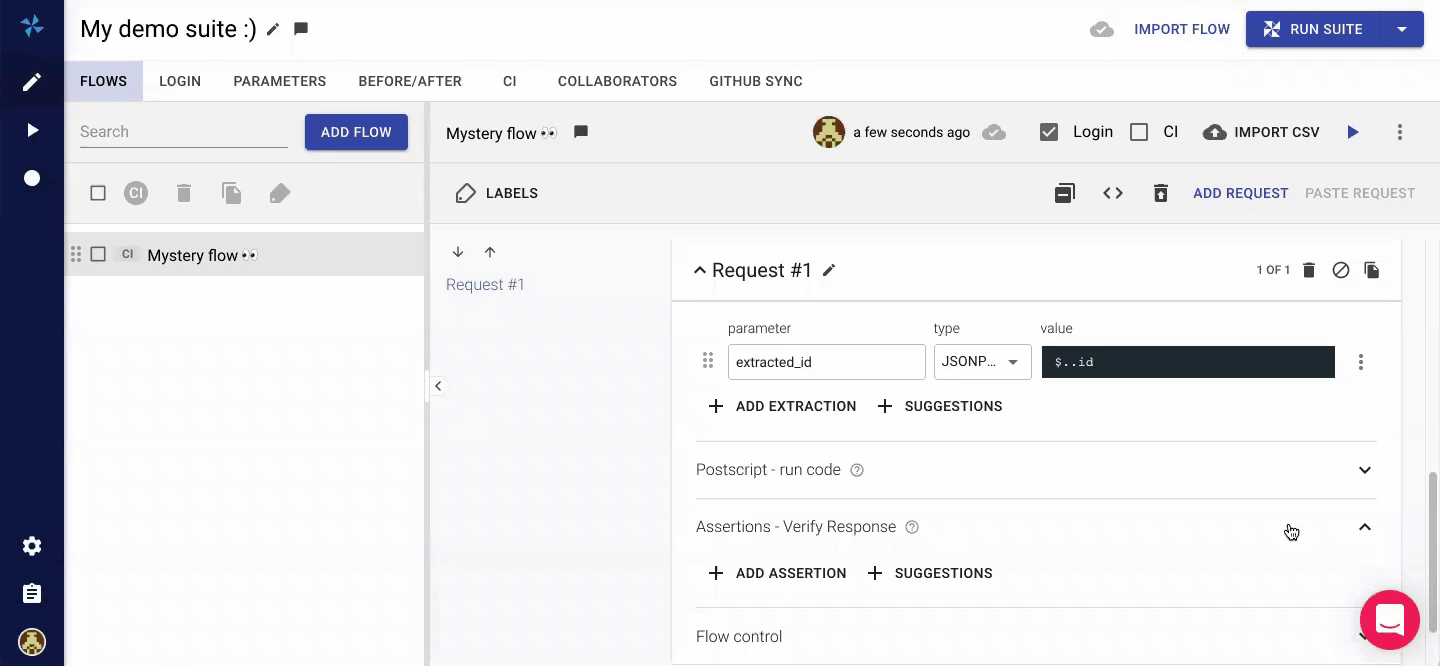 My demo suite :)
IMPORT FLOW
RUN SUITE
FLOWS
LOGIN
PARAMETERS
BEFORE/AFTER
CI
COLLABORATORS
GITHUB SYNC
Search
ADD FLOW
Mystery flow 👀
a few seconds ago
Login
CI
IMPORT CSV
CI
LABELS
ADD REQUEST
PASTE REQUEST
CI
Mystery flow 👀
Request #1
Request #1
1 OF 1
parameter
type
value
extracted_id
JSONP...
$..id
ADD EXTRACTION
SUGGESTIONS
Postscript - run code
Assertions - Verify Response
ADD ASSERTION
SUGGESTIONS
Flow control